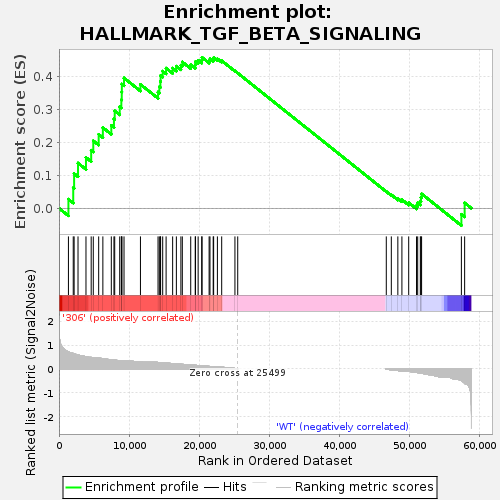 Enrichment plot:
HALLMARK_TGF_BETA_SIGNALING
Enrichment score (ES)
0.4
0.3
0.2
0.1
0.0
'306' (positively correlated)
Ranked list metric (Signal2Noise)
2
1
0
-1
-2
Zero cross at 25499
'WT' (negatively correlated)
0
10,000
20,000
30,000
40,000
50,000
60,000
Rank in Ordered Dataset
Enrichment profile
Hits
Ranking metric scores